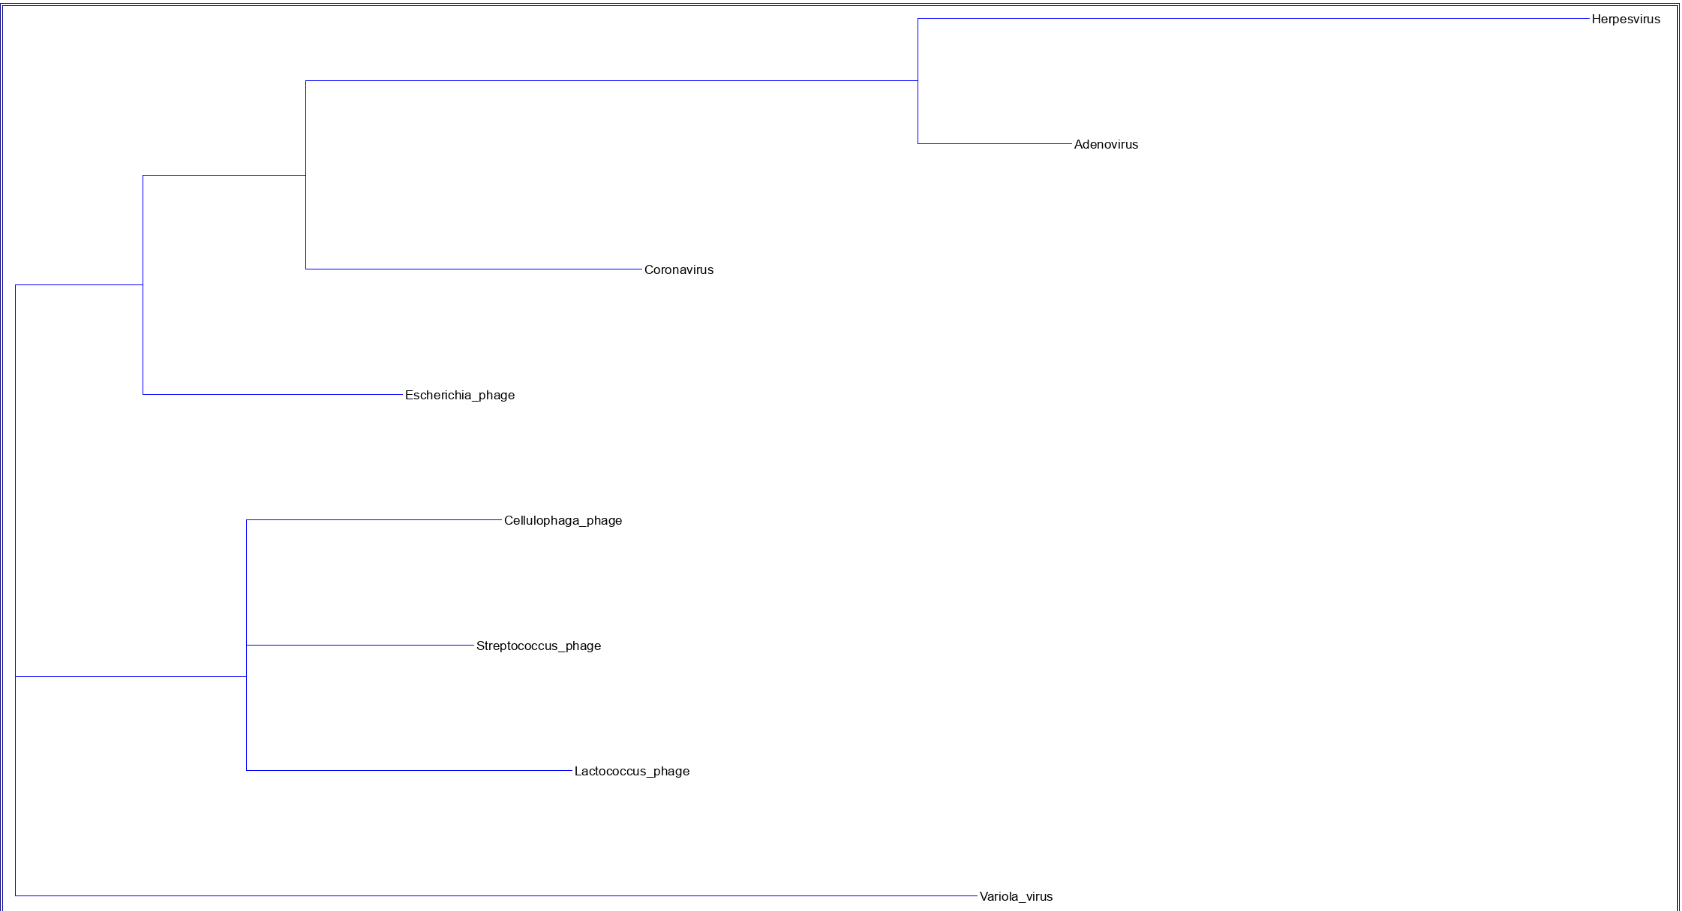 Herpesvirus
Adenovirus
Coronavirus
Escherichia_phage
Cellulophaga_phage
Streptococcus_phage
Lactococcus_phage
Variola_virus